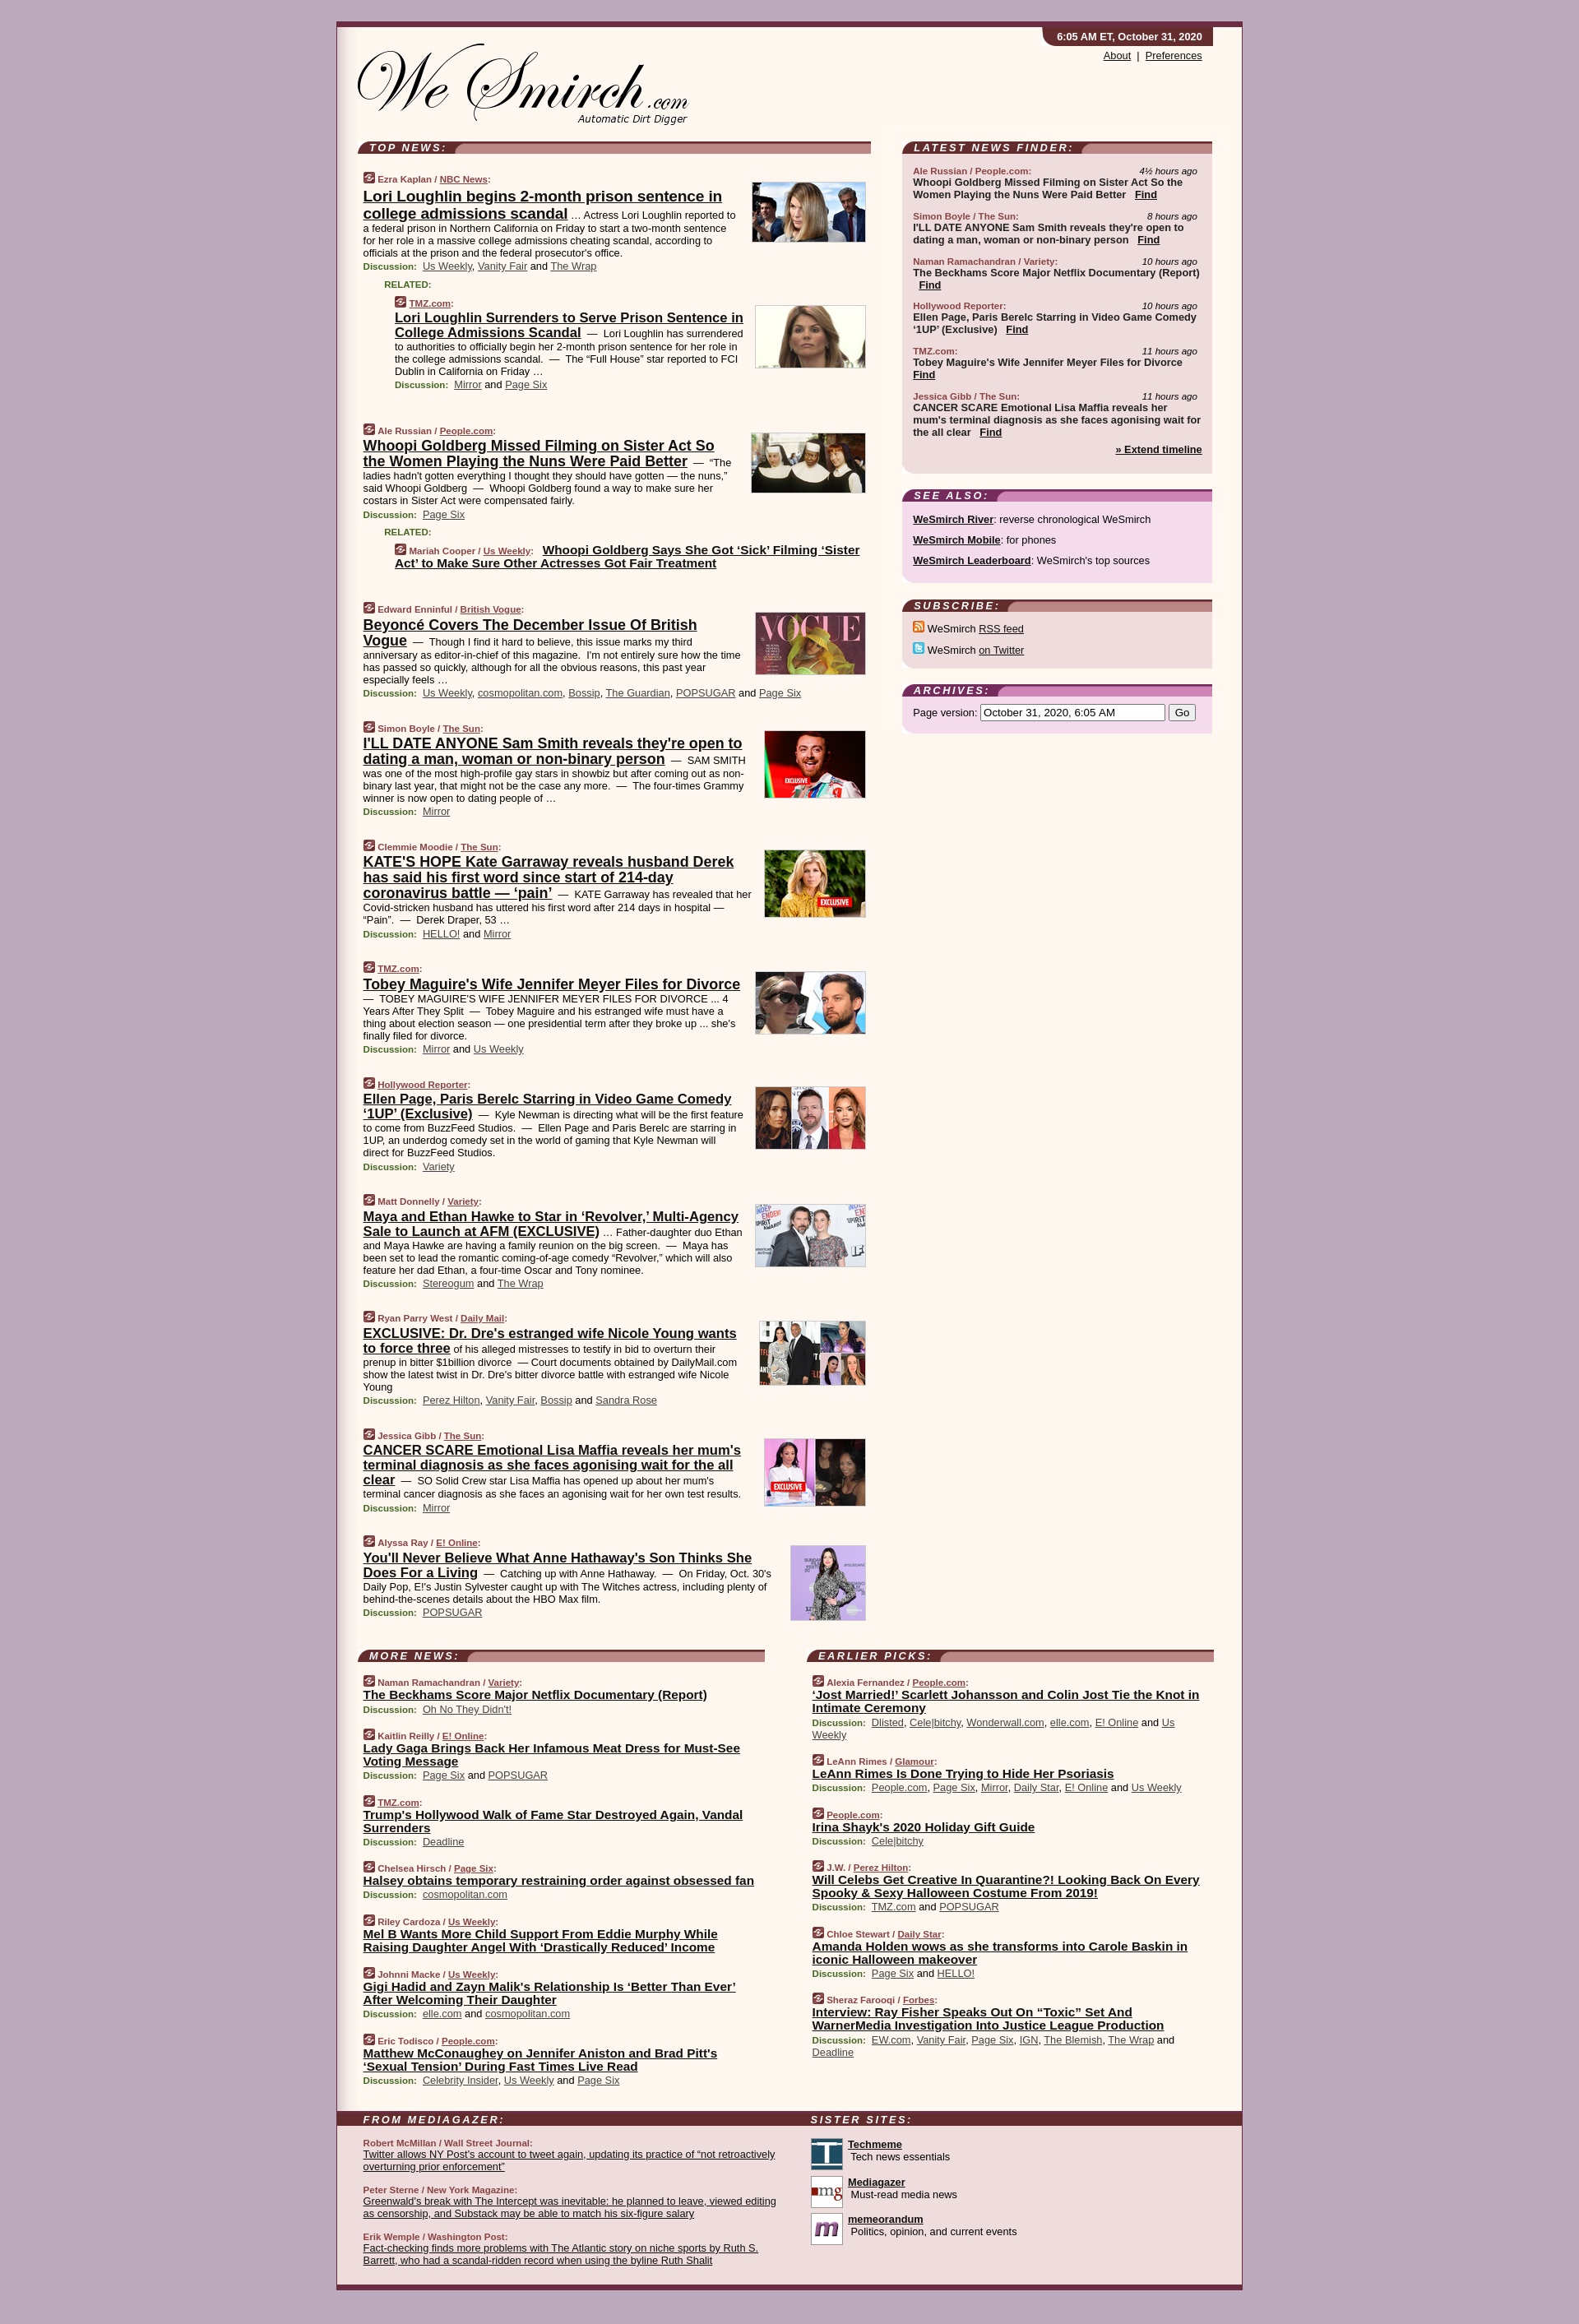 6:05 AM ET, October 31, 2020
About | Preferences
We Smirch.com
Automatic Dirt Digger
TOP NEWS:
Ezra Kaplan / NBC News:
Lori Loughlin begins 2-month prison sentence in
college admissions scandal … Actress Lori Loughlin reported to
a federal prison in Northern California on Friday to start a two-month sentence
for her role in a massive college admissions cheating scandal, according to
officials at the prison and the federal prosecutor's office.
Discussion: Us Weekly, Vanity Fair and The Wrap
RELATED:
TMZ.com:
Lori Loughlin Surrenders to Serve Prison Sentence in
College Admissions Scandal — Lori Loughlin has surrendered
to authorities to officially begin her 2-month prison sentence for her role in
the college admissions scandal. — The “Full House” star reported to FCI
Dublin in California on Friday …
Discussion: Mirror and Page Six
Ale Russian / People.com:
Whoopi Goldberg Missed Filming on Sister Act So
the Women Playing the Nuns Were Paid Better — “The
ladies hadn't gotten everything I thought they should have gotten — the nuns,”
said Whoopi Goldberg — Whoopi Goldberg found a way to make sure her
costars in Sister Act were compensated fairly.
Discussion: Page Six
RELATED:
Mariah Cooper / Us Weekly: Whoopi Goldberg Says She Got ‘Sick’ Filming ‘Sister
Act’ to Make Sure Other Actresses Got Fair Treatment
Edward Enninful / British Vogue:
Beyoncé Covers The December Issue Of British
Vogue — Though I find it hard to believe, this issue marks my third
anniversary as editor-in-chief of this magazine. I'm not entirely sure how the time
has passed so quickly, although for all the obvious reasons, this past year
especially feels …
Discussion: Us Weekly, cosmopolitan.com, Bossip, The Guardian, POPSUGAR and Page Six
VOGUE
Simon Boyle / The Sun:
I'LL DATE ANYONE Sam Smith reveals they're open to
dating a man, woman or non-binary person — SAM SMITH
was one of the most high-profile gay stars in showbiz but after coming out as non-
binary last year, that might not be the case any more. — The four-times Grammy
winner is now open to dating people of …
Discussion: Mirror
EXCLUSIVE
Clemmie Moodie / The Sun:
KATE'S HOPE Kate Garraway reveals husband Derek
has said his first word since start of 214-day
coronavirus battle — ‘pain’ — KATE Garraway has revealed that her
Covid-stricken husband has uttered his first word after 214 days in hospital —
“Pain”. — Derek Draper, 53 …
Discussion: HELLO! and Mirror
EXCLUSIVE
TMZ.com:
Tobey Maguire's Wife Jennifer Meyer Files for Divorce
— TOBEY MAGUIRE'S WIFE JENNIFER MEYER FILES FOR DIVORCE ... 4
Years After They Split — Tobey Maguire and his estranged wife must have a
thing about election season — one presidential term after they broke up ... she's
finally filed for divorce.
Discussion: Mirror and Us Weekly
Hollywood Reporter:
Ellen Page, Paris Berelc Starring in Video Game Comedy
‘1UP’ (Exclusive) — Kyle Newman is directing what will be the first feature
to come from BuzzFeed Studios. — Ellen Page and Paris Berelc are starring in
1UP, an underdog comedy set in the world of gaming that Kyle Newman will
direct for BuzzFeed Studios.
Discussion: Variety
Matt Donnelly / Variety:
Maya and Ethan Hawke to Star in ‘Revolver,’ Multi-Agency
Sale to Launch at AFM (EXCLUSIVE) … Father-daughter duo Ethan
and Maya Hawke are having a family reunion on the big screen. — Maya has
been set to lead the romantic coming-of-age comedy “Revolver,” which will also
feature her dad Ethan, a four-time Oscar and Tony nominee.
Discussion: Stereogum and The Wrap
Ryan Parry West / Daily Mail:
EXCLUSIVE: Dr. Dre's estranged wife Nicole Young wants
to force three of his alleged mistresses to testify in bid to overturn their
prenup in bitter $1billion divorce — Court documents obtained by DailyMail.com
show the latest twist in Dr. Dre's bitter divorce battle with estranged wife Nicole
Young
Discussion: Perez Hilton, Vanity Fair, Bossip and Sandra Rose
Jessica Gibb / The Sun:
CANCER SCARE Emotional Lisa Maffia reveals her mum's
terminal diagnosis as she faces agonising wait for the all
clear — SO Solid Crew star Lisa Maffia has opened up about her mum's
terminal cancer diagnosis as she faces an agonising wait for her own test results.
Discussion: Mirror
EXCLUSIVE
Alyssa Ray / E! Online:
You'll Never Believe What Anne Hathaway's Son Thinks She
Does For a Living — Catching up with Anne Hathaway. — On Friday, Oct. 30's
Daily Pop, E!'s Justin Sylvester caught up with The Witches actress, including plenty of
behind-the-scenes details about the HBO Max film.
Discussion: POPSUGAR
LATEST NEWS FINDER:
Ale Russian / People.com: 4½ hours ago
Whoopi Goldberg Missed Filming on Sister Act So the
Women Playing the Nuns Were Paid Better Find
Simon Boyle / The Sun: 8 hours ago
I'LL DATE ANYONE Sam Smith reveals they're open to
dating a man, woman or non-binary person Find
Naman Ramachandran / Variety: 10 hours ago
The Beckhams Score Major Netflix Documentary (Report)
Find
Hollywood Reporter: 10 hours ago
Ellen Page, Paris Berelc Starring in Video Game Comedy
‘1UP’ (Exclusive) Find
TMZ.com: 11 hours ago
Tobey Maguire's Wife Jennifer Meyer Files for Divorce
Find
Jessica Gibb / The Sun: 11 hours ago
CANCER SCARE Emotional Lisa Maffia reveals her
mum's terminal diagnosis as she faces agonising wait for
the all clear Find
» Extend timeline
SEE ALSO:
WeSmirch River: reverse chronological WeSmirch
WeSmirch Mobile: for phones
WeSmirch Leaderboard: WeSmirch's top sources
SUBSCRIBE:
WeSmirch RSS feed
WeSmirch on Twitter
ARCHIVES:
Page version: October 31, 2020, 6:05 AM Go
MORE NEWS:
Naman Ramachandran / Variety:
The Beckhams Score Major Netflix Documentary (Report)
Discussion: Oh No They Didn't!
Kaitlin Reilly / E! Online:
Lady Gaga Brings Back Her Infamous Meat Dress for Must-See
Voting Message
Discussion: Page Six and POPSUGAR
TMZ.com:
Trump's Hollywood Walk of Fame Star Destroyed Again, Vandal
Surrenders
Discussion: Deadline
Chelsea Hirsch / Page Six:
Halsey obtains temporary restraining order against obsessed fan
Discussion: cosmopolitan.com
Riley Cardoza / Us Weekly:
Mel B Wants More Child Support From Eddie Murphy While
Raising Daughter Angel With ‘Drastically Reduced’ Income
Johnni Macke / Us Weekly:
Gigi Hadid and Zayn Malik's Relationship Is ‘Better Than Ever’
After Welcoming Their Daughter
Discussion: elle.com and cosmopolitan.com
Eric Todisco / People.com:
Matthew McConaughey on Jennifer Aniston and Brad Pitt's
‘Sexual Tension’ During Fast Times Live Read
Discussion: Celebrity Insider, Us Weekly and Page Six
EARLIER PICKS:
Alexia Fernandez / People.com:
‘Just Married!’ Scarlett Johansson and Colin Jost Tie the Knot in
Intimate Ceremony
Discussion: Dlisted, Cele|bitchy, Wonderwall.com, elle.com, E! Online and Us
Weekly
LeAnn Rimes / Glamour:
LeAnn Rimes Is Done Trying to Hide Her Psoriasis
Discussion: People.com, Page Six, Mirror, Daily Star, E! Online and Us Weekly
People.com:
Irina Shayk's 2020 Holiday Gift Guide
Discussion: Cele|bitchy
J.W. / Perez Hilton:
Will Celebs Get Creative In Quarantine?! Looking Back On Every
Spooky & Sexy Halloween Costume From 2019!
Discussion: TMZ.com and POPSUGAR
Chloe Stewart / Daily Star:
Amanda Holden wows as she transforms into Carole Baskin in
iconic Halloween makeover
Discussion: Page Six and HELLO!
Sheraz Farooqi / Forbes:
Interview: Ray Fisher Speaks Out On “Toxic” Set And
WarnerMedia Investigation Into Justice League Production
Discussion: EW.com, Vanity Fair, Page Six, IGN, The Blemish, The Wrap and
Deadline
FROM MEDIAGAZER:
Robert McMillan / Wall Street Journal:
Twitter allows NY Post's account to tweet again, updating its practice of “not retroactively
overturning prior enforcement”
Peter Sterne / New York Magazine:
Greenwald's break with The Intercept was inevitable: he planned to leave, viewed editing
as censorship, and Substack may be able to match his six-figure salary
Erik Wemple / Washington Post:
Fact-checking finds more problems with The Atlantic story on niche sports by Ruth S.
Barrett, who had a scandal-ridden record when using the byline Ruth Shalit
SISTER SITES:
T
Techmeme
Tech news essentials
mg
Mediagazer
Must-read media news
m
memeorandum
Politics, opinion, and current events